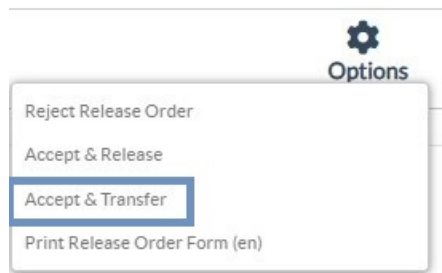 Options
Reject Release Order
Accept & Release
Accept & Transfer
Print Release Order Form (en)